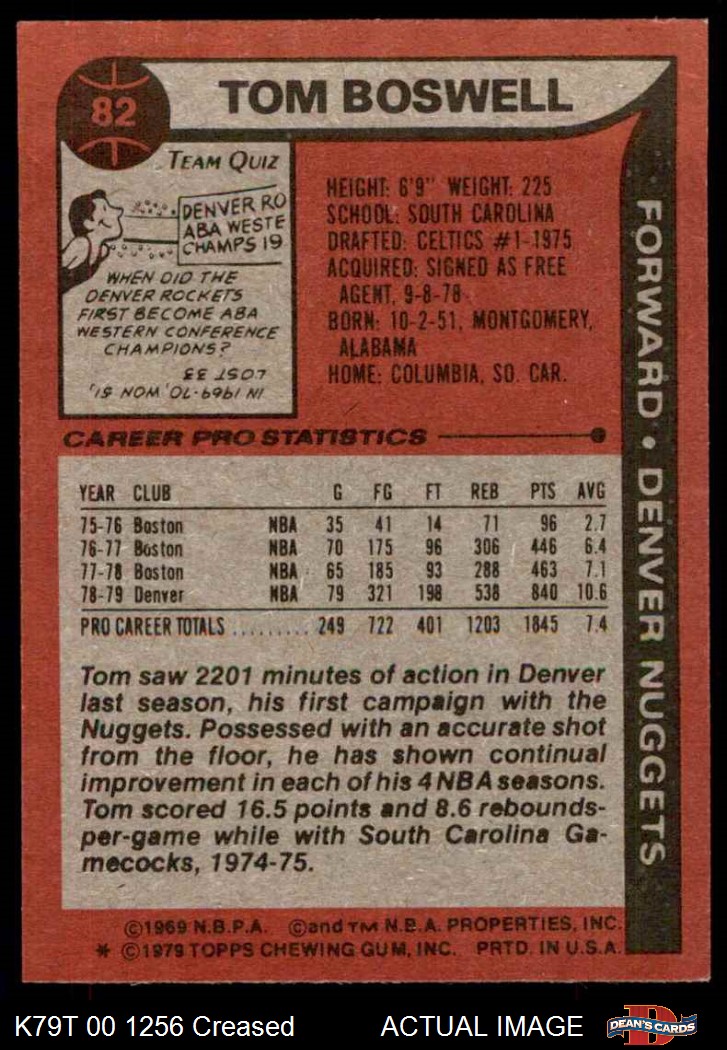 82
TOM BOSWELL
TEAM QUIZ
DENVER RO
ABA WESTE
CHAMPS 19
WHEN DID THE
DENVER ROCKETS
FIRST BECOME ABA
WESTERN CONFERENCE
CHAMPIONS?
IN 1969-70, WON 51,
LOST 33
HEIGHT: 6'9" WEIGHT: 225
SCHOOL: SOUTH CAROLINA
DRAFTED: CELTICS #1-1975
ACQUIRED: SIGNED AS FREE
AGENT, 9-8-78
BORN: 10-2-51, MONTGOMERY,
ALABAMA
HOME: COLUMBIA, SO. CAR.
FORWARD • DENVER NUGGETS
CAREER PRO STATISTICS
YEAR CLUB G FG FT REB PTS AVG
75-76 Boston NBA 35 41 14 71 96 2.7
76-77 Boston NBA 70 175 96 306 446 6.4
77-78 Boston NBA 65 185 93 288 463 7.1
78-79 Denver NBA 79 321 198 538 840 10.6
PRO CAREER TOTALS ......... 249 722 401 1203 1845 7.4
Tom saw 2201 minutes of action in Denver
last season, his first campaign with the
Nuggets. Possessed with an accurate shot
from the floor, he has shown continual
improvement in each of his 4 NBA seasons.
Tom scored 16.5 points and 8.6 rebounds-
per-game while with South Carolina Ga-
mecocks, 1974-75.
©1969 N.B.P.A. ©and TM N.B.A. PROPERTIES, INC.
* ©1979 TOPPS CHEWING GUM, INC. PRTD. IN U.S.A.
K79T 00 1256 Creased ACTUAL IMAGE
D
DEAN'S CARDS